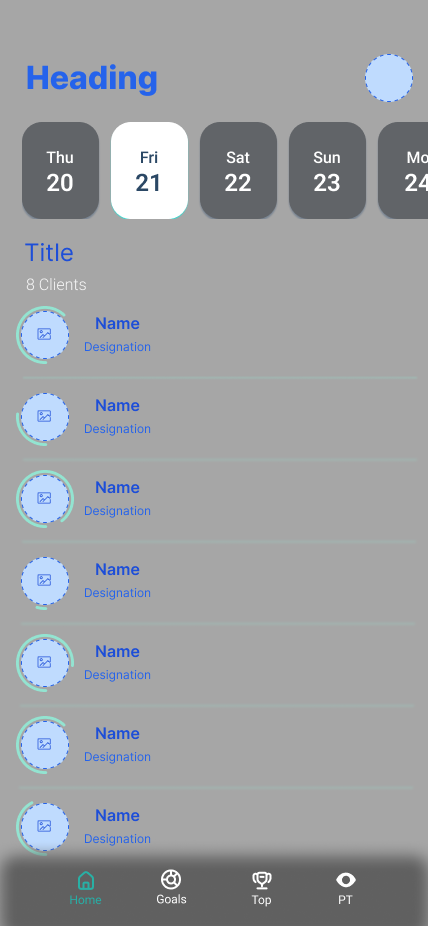 Heading
Thu Fri Sat Sun Mo
20 21 22 23 24
Title
8 Clients
Name
Designation
Name
Designation
Name
Designation
Name
Designation
Name
Designation
Name
Designation
Name
Designation
Home Goals Top PT